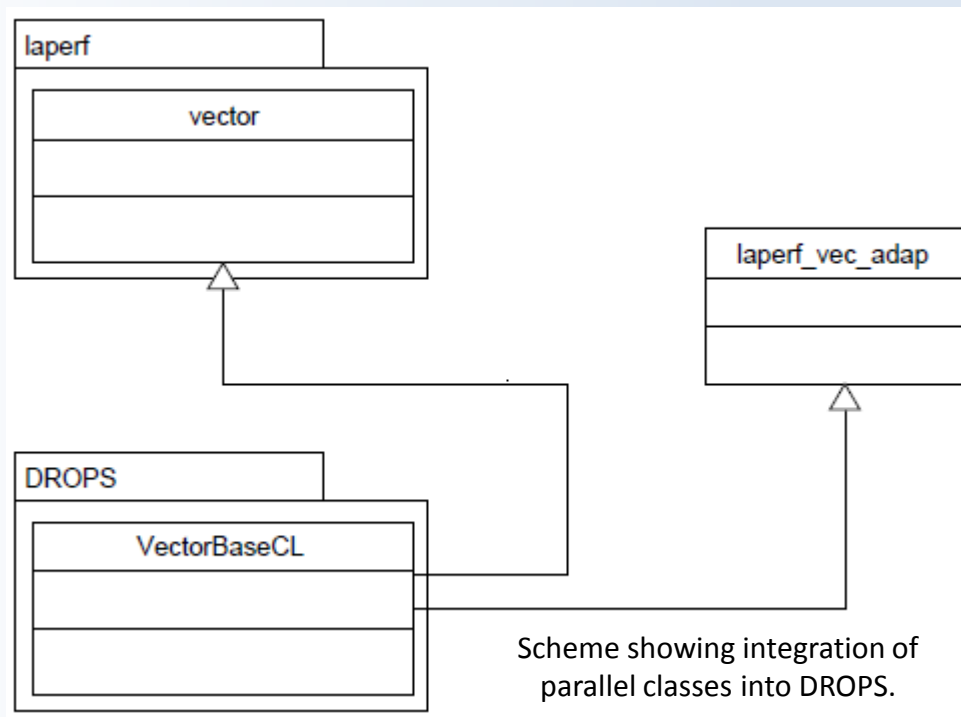 laperf
vector
laperf_vec_adap
DROPS
VectorBaseCL
Scheme showing integration of
parallel classes into DROPS.